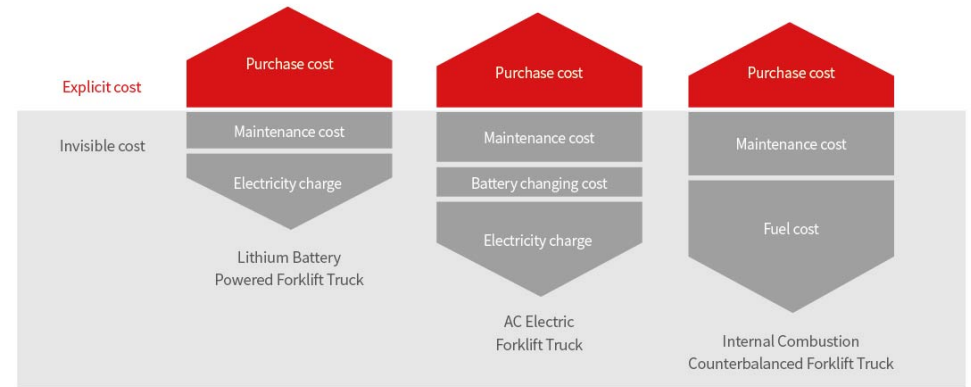 Explicit cost
Invisible cost
Purchase cost
Maintenance cost
Electricity charge
Lithium Battery
Powered Forklift Truck
Purchase cost
Maintenance cost
Battery changing cost
Electricity charge
AC Electric
Forklift Truck
Purchase cost
Maintenance cost
Fuel cost
Internal Combustion
Counterbalanced Forklift Truck